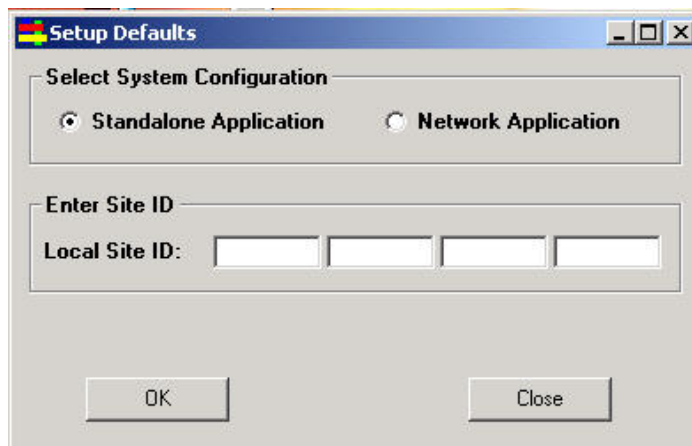 Setup Defaults
Select System Configuration
Standalone Application Network Application
Enter Site ID
Local Site ID:
OK Close